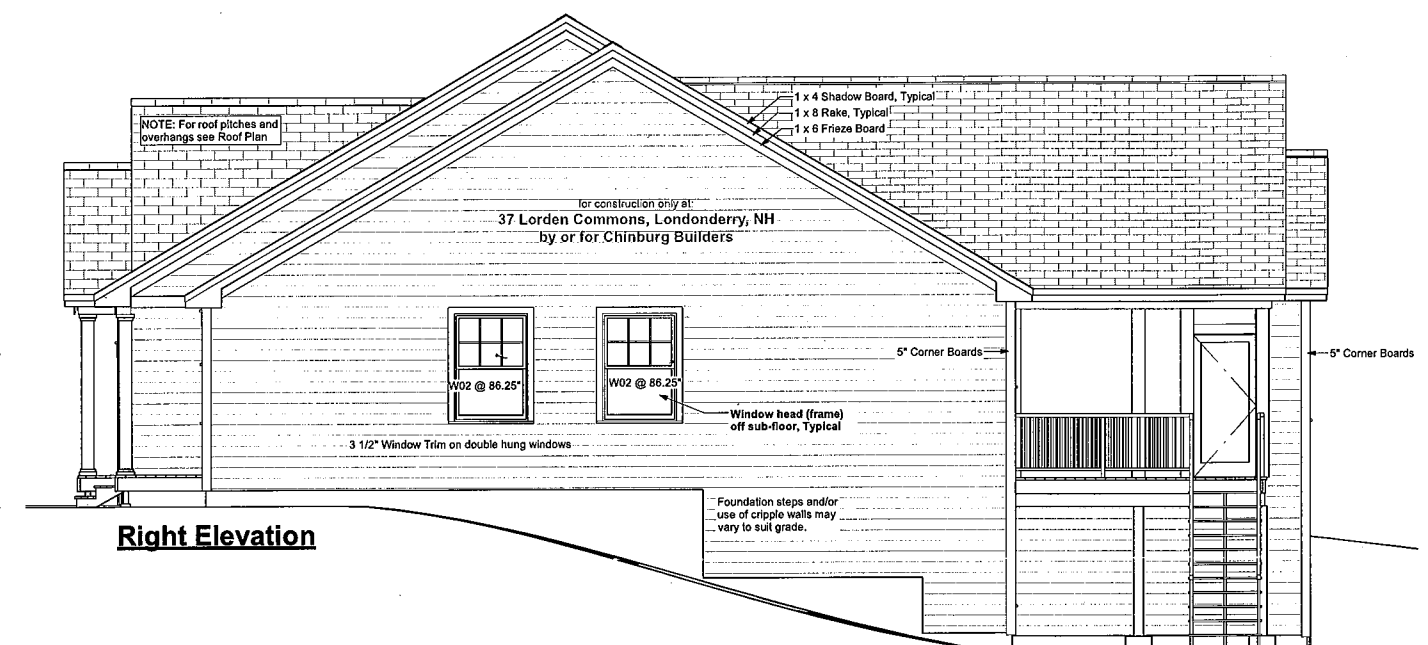 1 x 4 Shadow Board, Typical
1 x 8 Rake, Typical
1 x 6 Frieze Board
NOTE: For roof pitches and
overhangs see Roof Plan
for construction only at:
37 Lorden Commons, Londonderry, NH
by or for Chinburg Builders
5" Corner Boards
5" Corner Boards
W02 @ 86.25"
W02 @ 86.25"
Window head (frame)
off sub-floor, Typical
3 1/2" Window Trim on double hung windows
Foundation steps and/or
use of cripple walls may
vary to suit grade.
Right Elevation